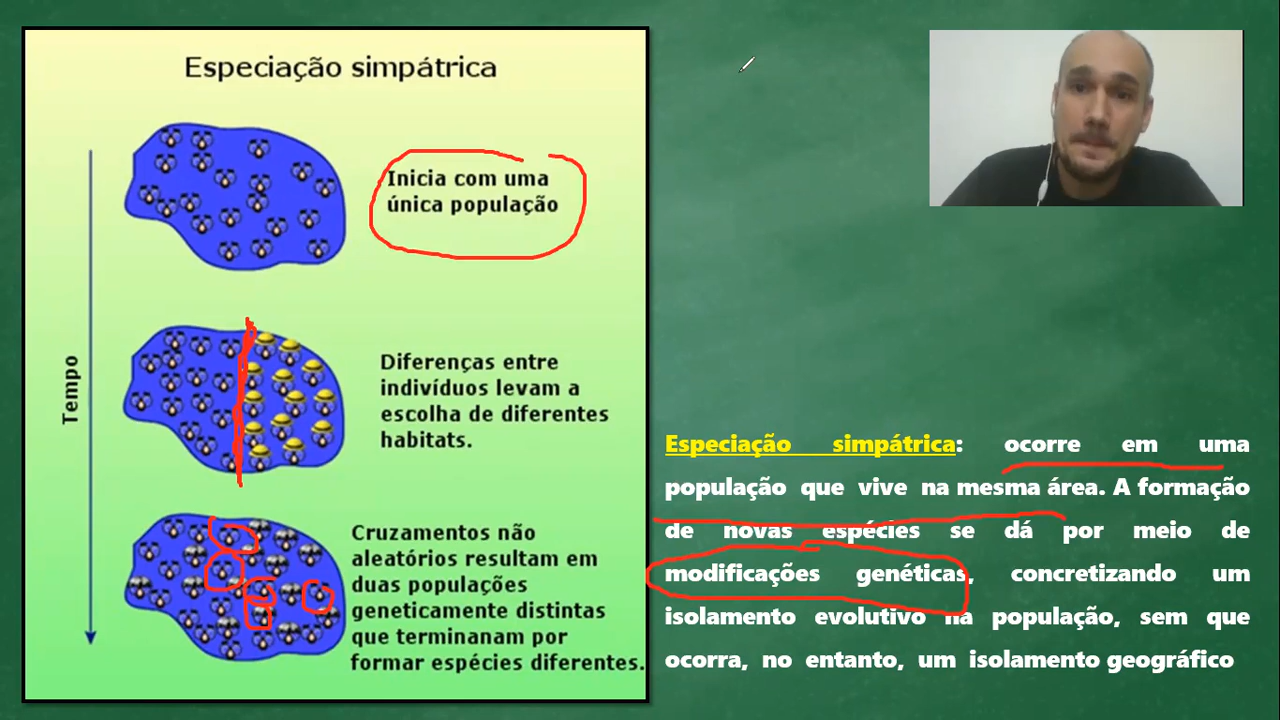 Especiação simpátrica
Inicia com uma
única população
Tempo
Diferenças entre
indivíduos levam a
escolha de diferentes
habitats.
Cruzamentos não
aleatórios resultam em
duas populações
geneticamente distintas
que terminanam por
formar espécies diferentes.
Especiação simpátrica: ocorre em uma
população que vive na mesma área. A formação
de novas espécies se dá por meio de
modificações genéticas, concretizando um
isolamento evolutivo na população, sem que
ocorra, no entanto, um isolamento geográfico